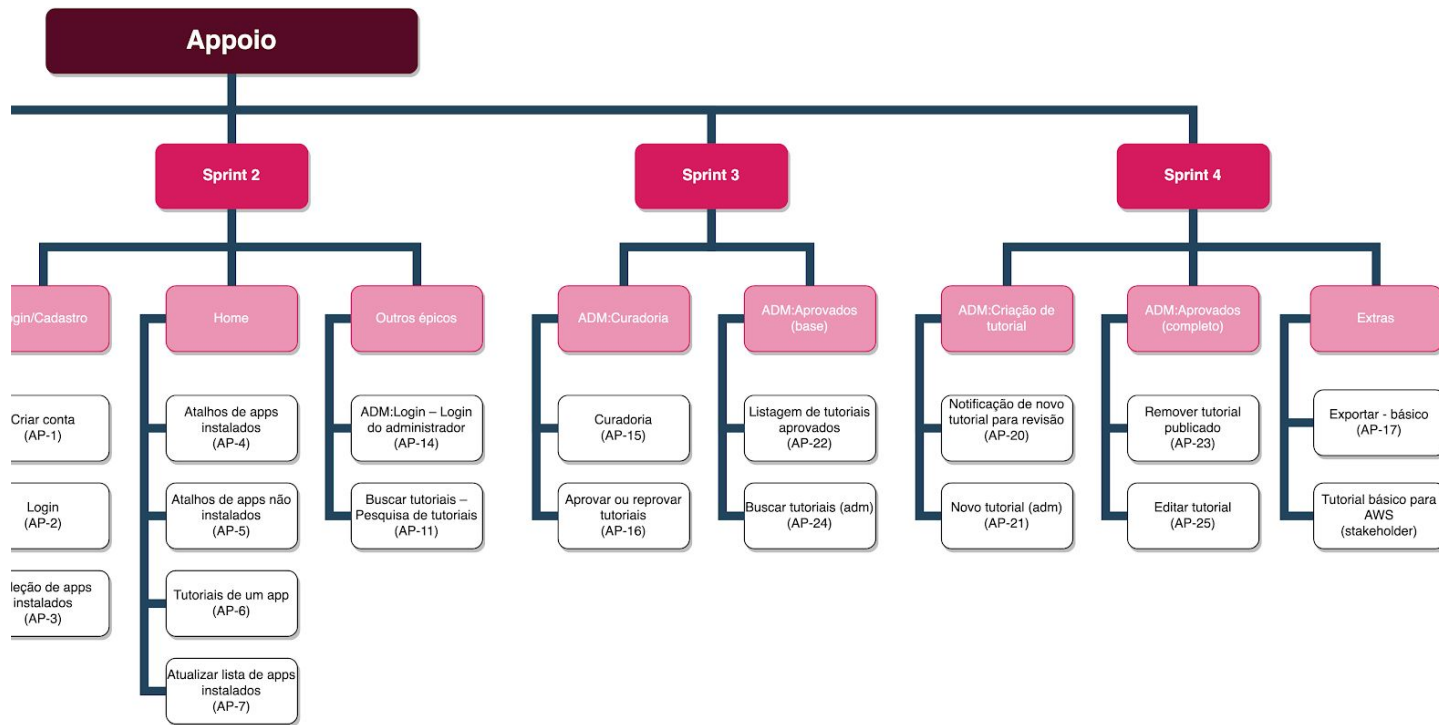 Appoio
Sprint 2
Sprint 3
Sprint 4
gin/Cadastro
Home
Outros épicos
ADM:Curadoria
ADM:Aprovados
(base)
ADM:Criação de
tutorial
ADM:Aprovados
(completo)
Extras
Criar conta
(AP-1)
Login
(AP-2)
leção de apps
instalados
(AP-3)
Atalhos de apps
instalados
(AP-4)
Atalhos de apps não
instalados
(AP-5)
Tutoriais de um app
(AP-6)
Atualizar lista de apps
instalados
(AP-7)
ADM:Login – Login
do administrador
(AP-14)
Buscar tutoriais –
Pesquisa de tutoriais
(AP-11)
Curadoria
(AP-15)
Aprovar ou reprovar
tutoriais
(AP-16)
Listagem de tutoriais
aprovados
(AP-22)
Buscar tutoriais (adm)
(AP-24)
Notificação de novo
tutorial para revisão
(AP-20)
Novo tutorial (adm)
(AP-21)
Remover tutorial
publicado
(AP-23)
Editar tutorial
(AP-25)
Exportar - básico
(AP-17)
Tutorial básico para
AWS
(stakeholder)